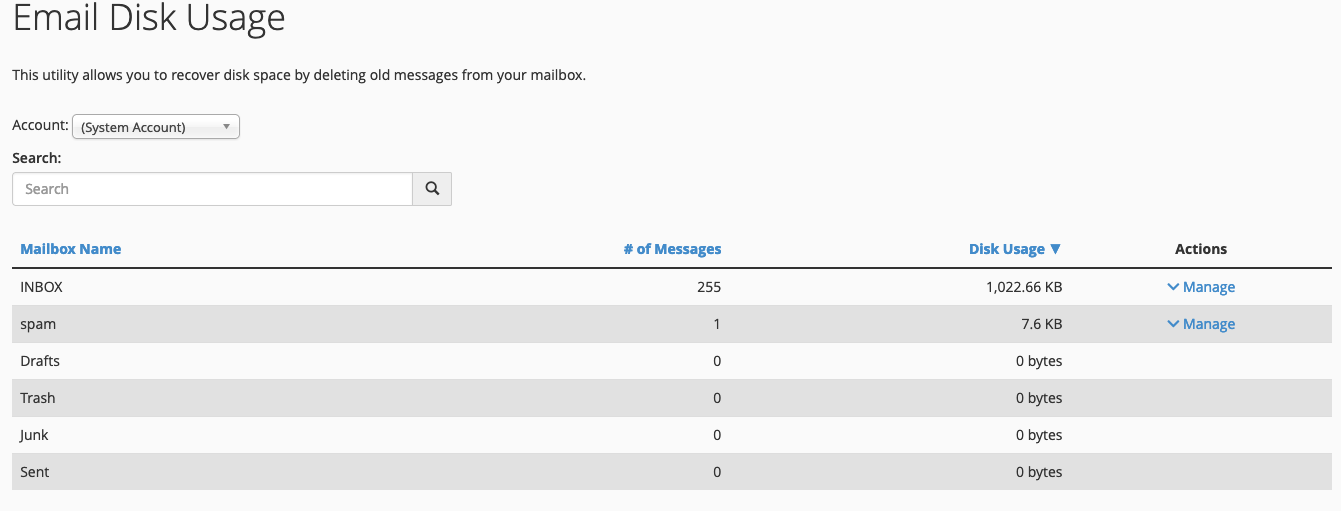 Email Disk Usage
This utility allows you to recover disk space by deleting old messages from your mailbox.
Account: (System Account)
Search:
Search
Mailbox Name # of Messages Disk Usage ▼ Actions
INBOX 255 1,022.66 KB Manage
spam 1 7.6 KB Manage
Drafts 0 0 bytes
Trash 0 0 bytes
Junk 0 0 bytes
Sent 0 0 bytes